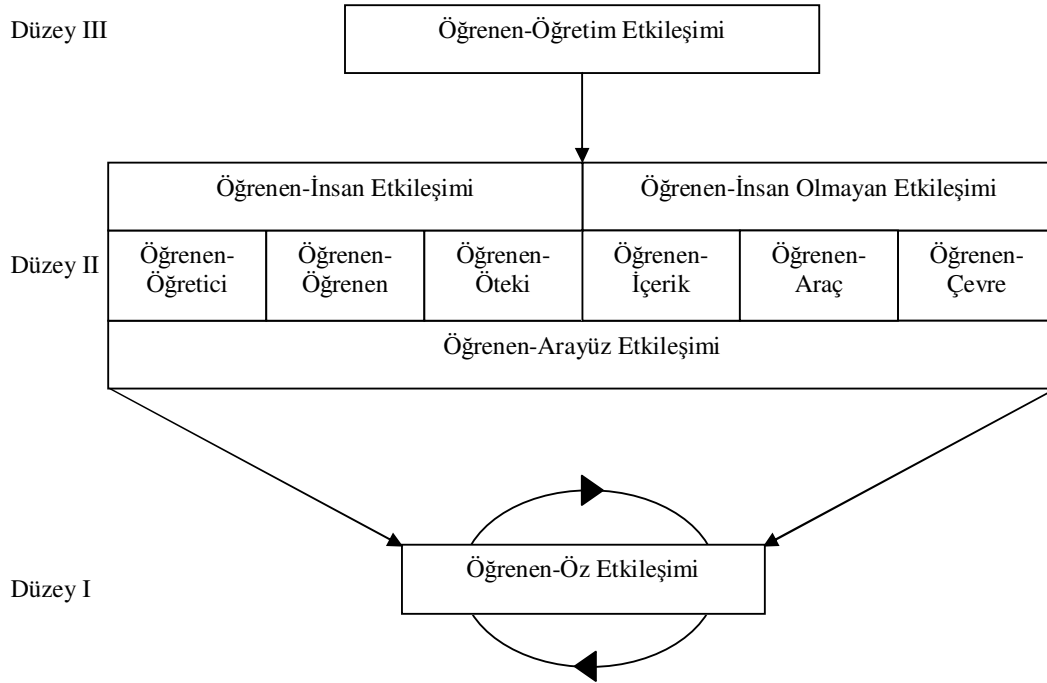 Düzey III
Öğrenen-Öğretim Etkileşimi
Öğrenen-İnsan Etkileşimi
Öğrenen-İnsan Olmayan Etkileşimi
Düzey II
Öğrenen-
Öğretici
Öğrenen-
Öğrenen
Öğrenen-
Öteki
Öğrenen-
İçerik
Öğrenen-
Araç
Öğrenen-
Çevre
Öğrenen-Arayüz Etkileşimi
Öğrenen-Öz Etkileşimi
Düzey I